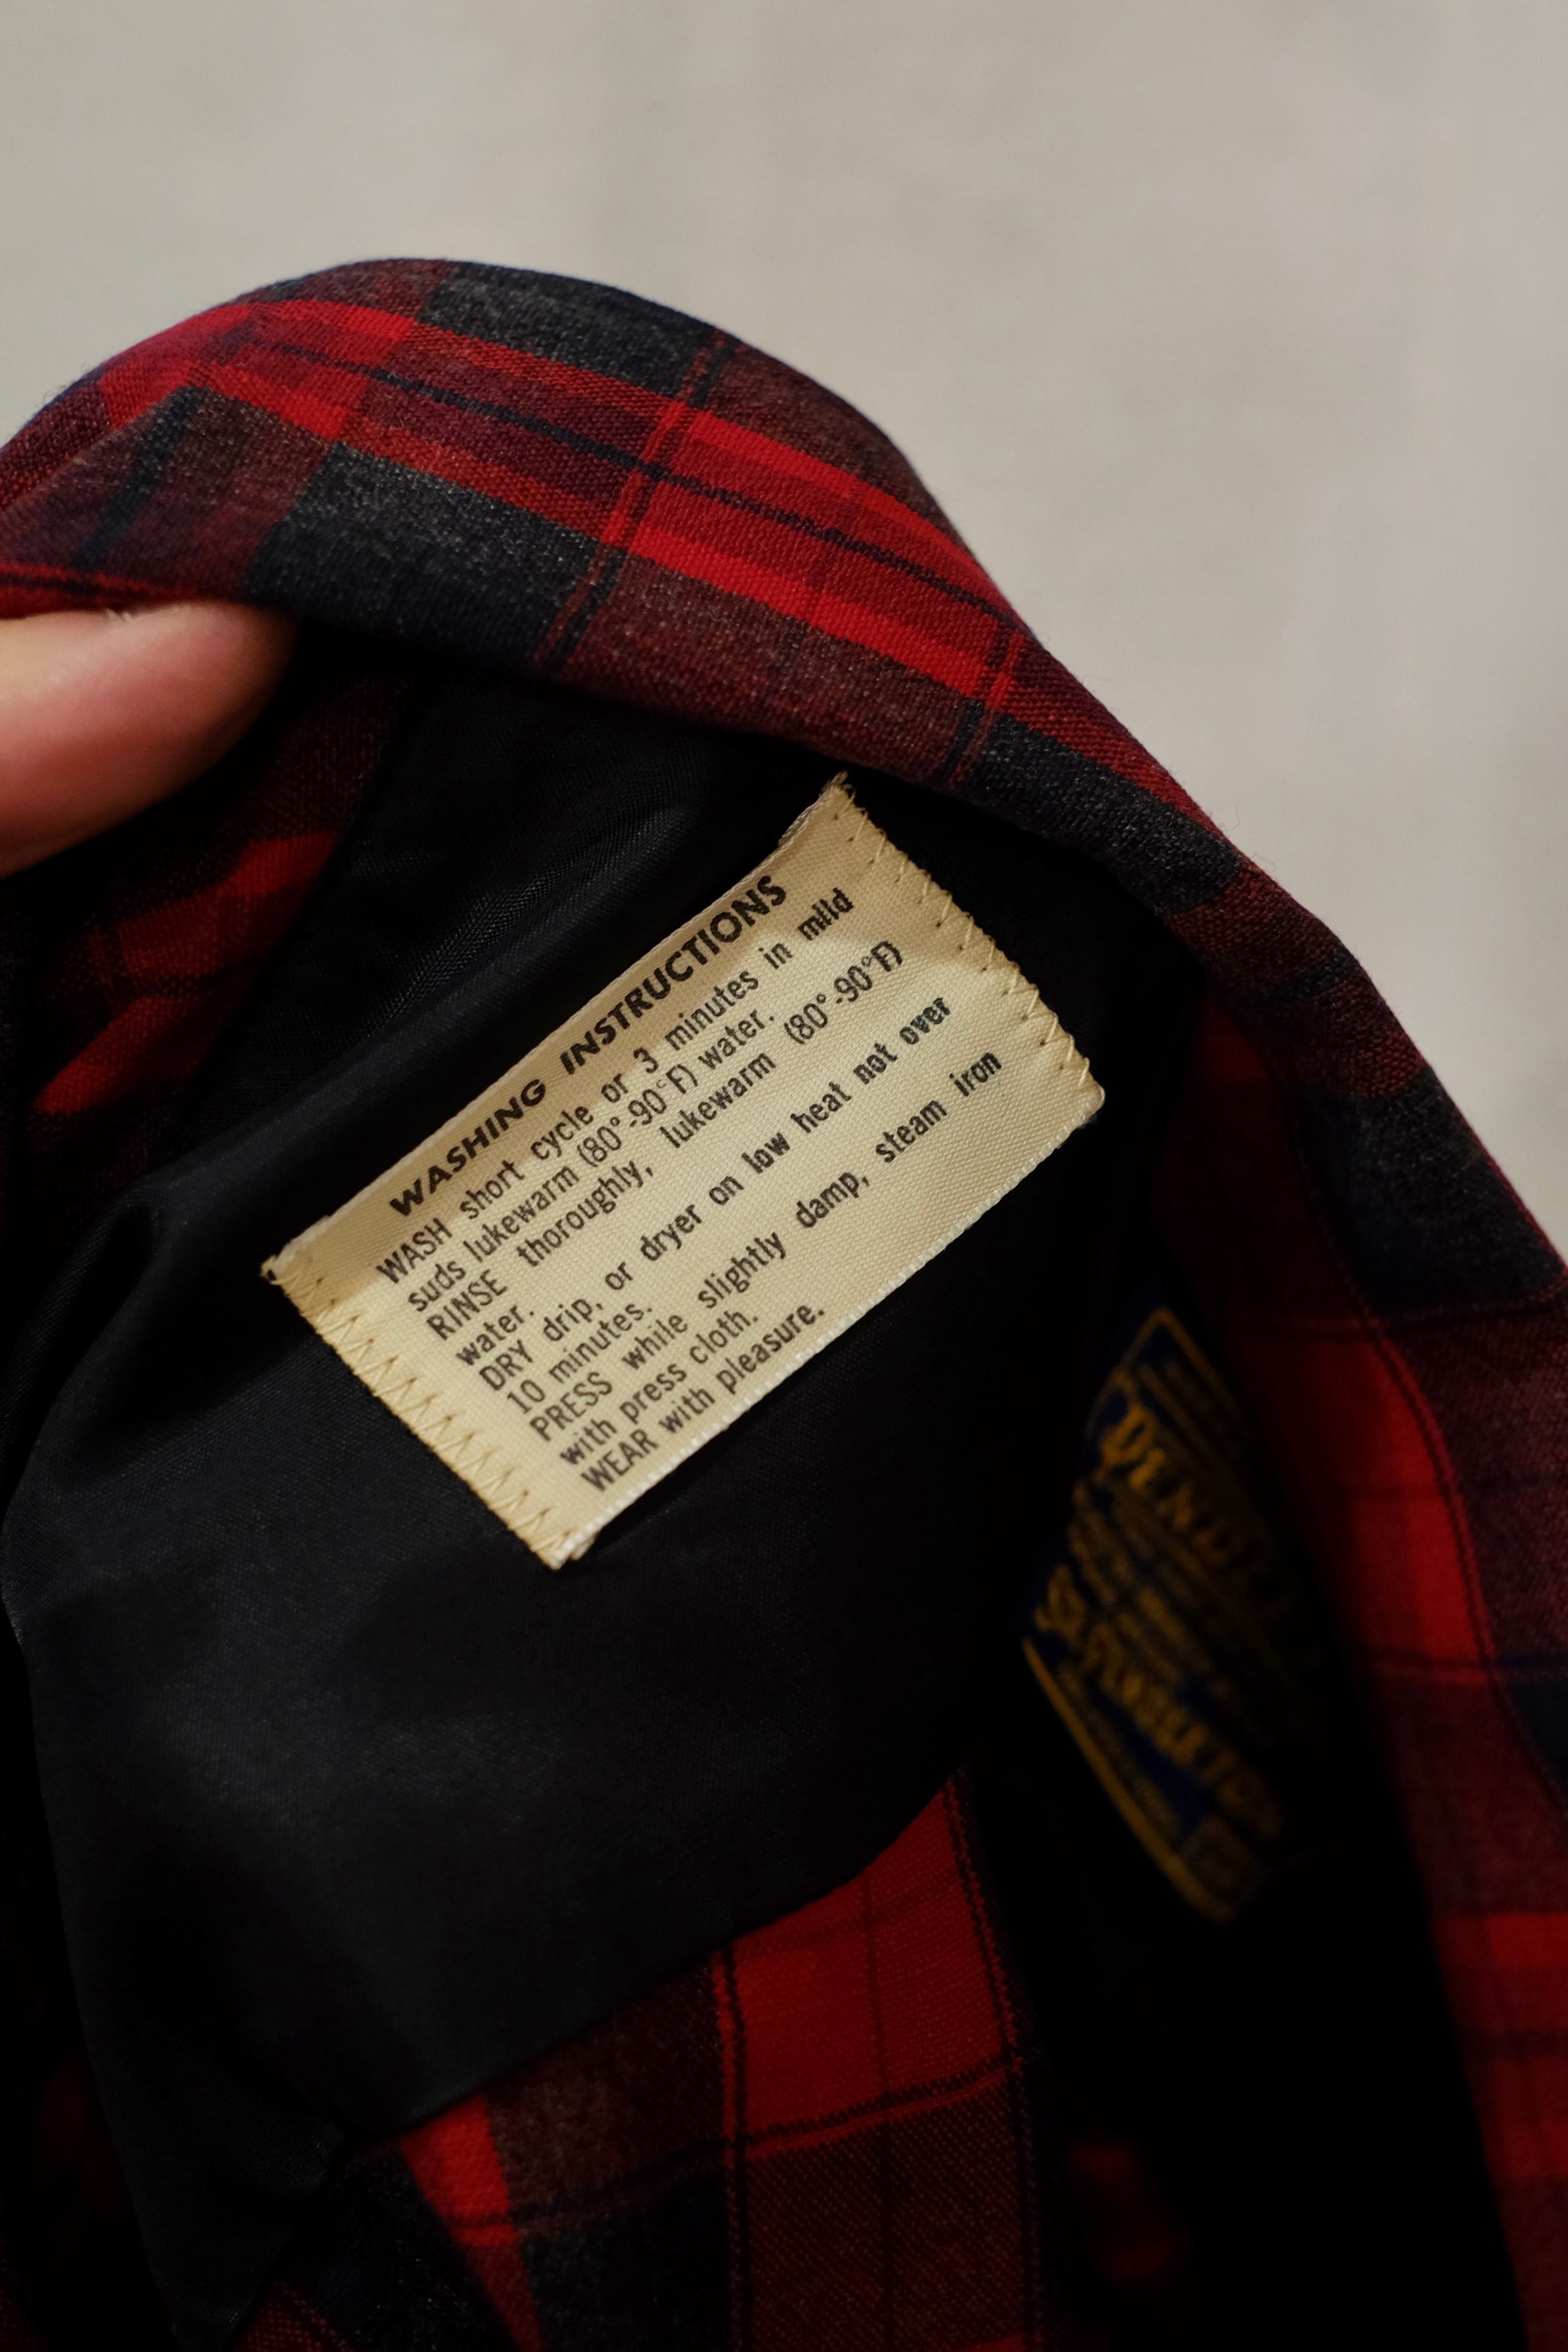 WASHING INSTRUCTIONS
WASH short cycle or 3 minutes in mild
suds lukewarm (80°-90°F) water.
RINSE thoroughly, lukewarm (80°-90°F)
water.
DRY drip, or dryer on low heat not over
10 minutes.
PRESS while slightly damp, steam iron
with press cloth.
WEAR with pleasure.